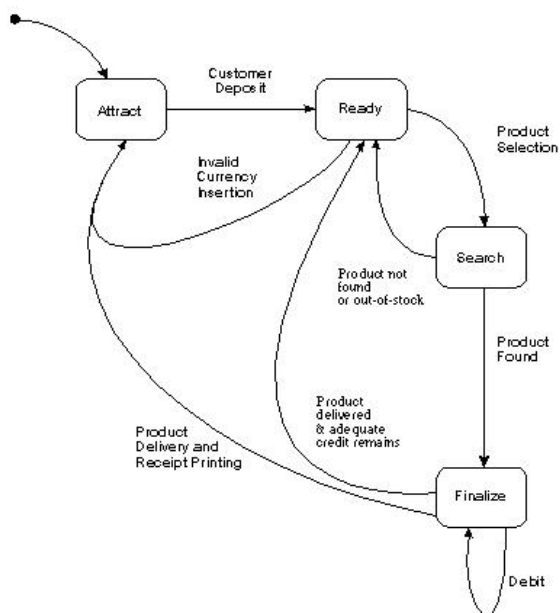 Customer
Deposit
Attract
Ready
Product
Selection
Invalid
Currency
Insertion
Search
Product not
found
or out-of-stock
Product
Found
Product
delivered
& adequate
credit remains
Product
Delivery and
Receipt Printing
Finalize
Debit